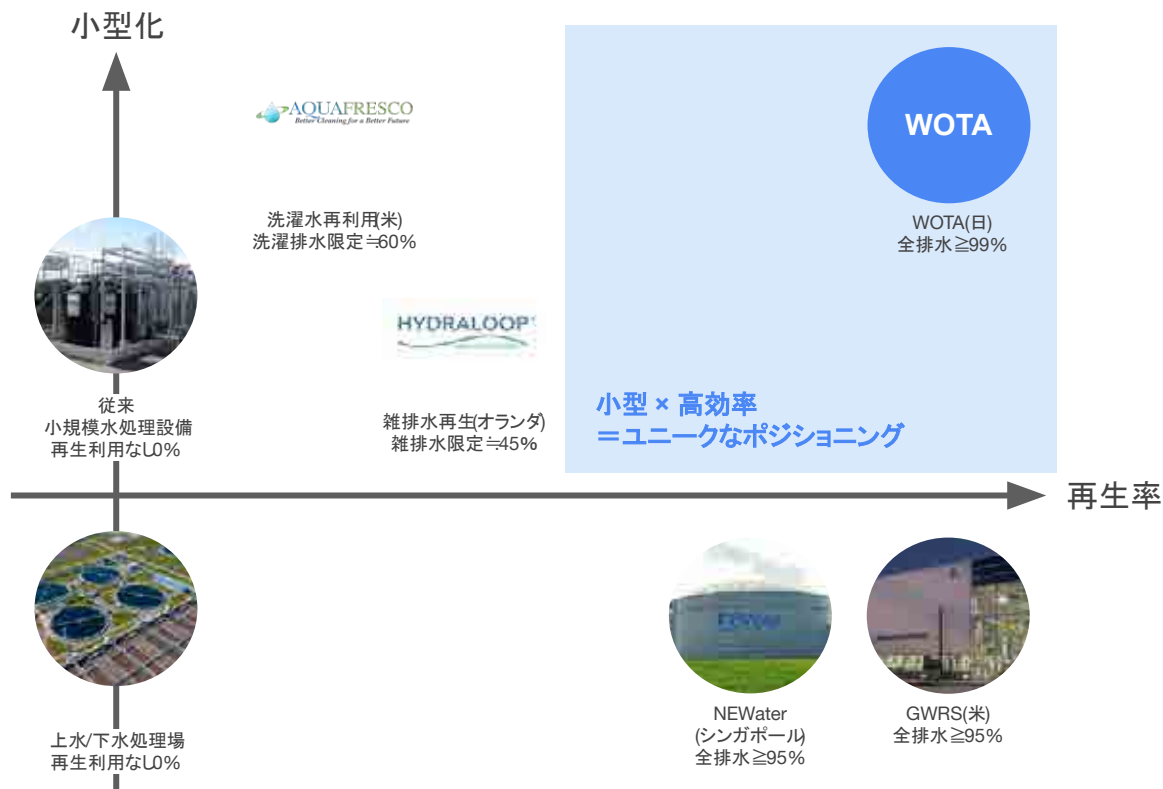 小型化
AQUAFRESCO
Better Cleaning for a Better Future
洗濯水再利用(米)
洗濯排水限定≒60%
WOTA
WOTA(日)
全排水≧99%
HYDRALOOP
従来
小規模水処理設備
再生利用なし0%
雑排水再生(オランダ)
雑排水限定≒45%
小型 × 高効率
＝ユニークなポジショニング
再生率
上水/下水処理場
再生利用なし0%
NEWater
(シンガポール)
全排水≧95%
GWRS(米)
全排水≧95%